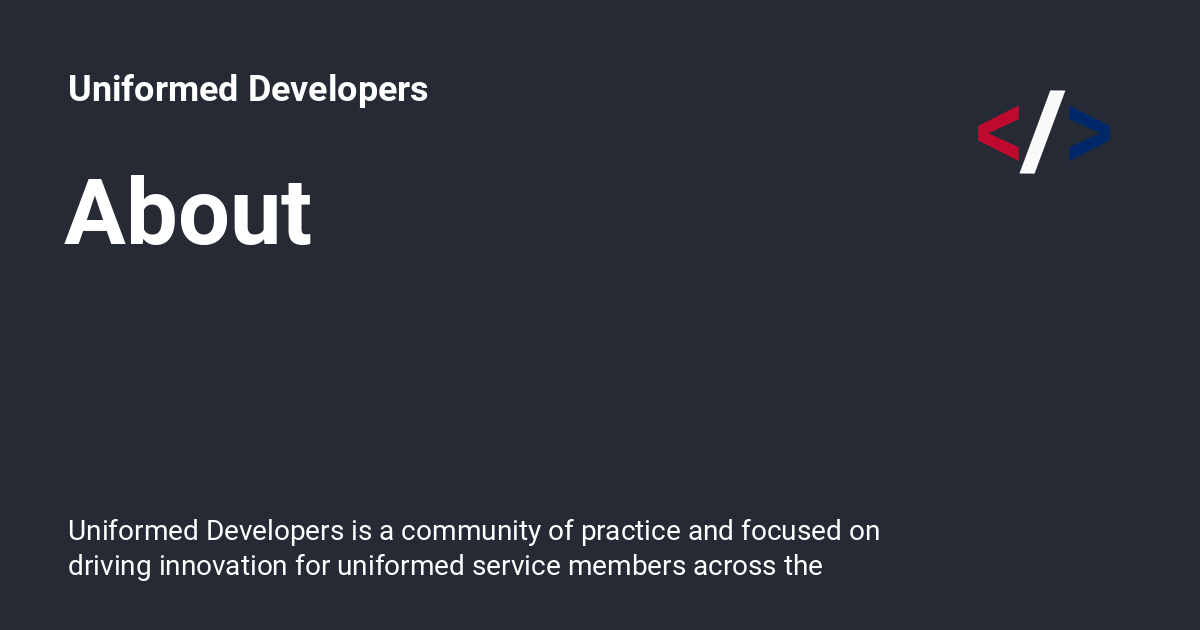 Uniformed Developers
</>
About
Uniformed Developers is a community of practice and focused on
driving innovation for uniformed service members across the